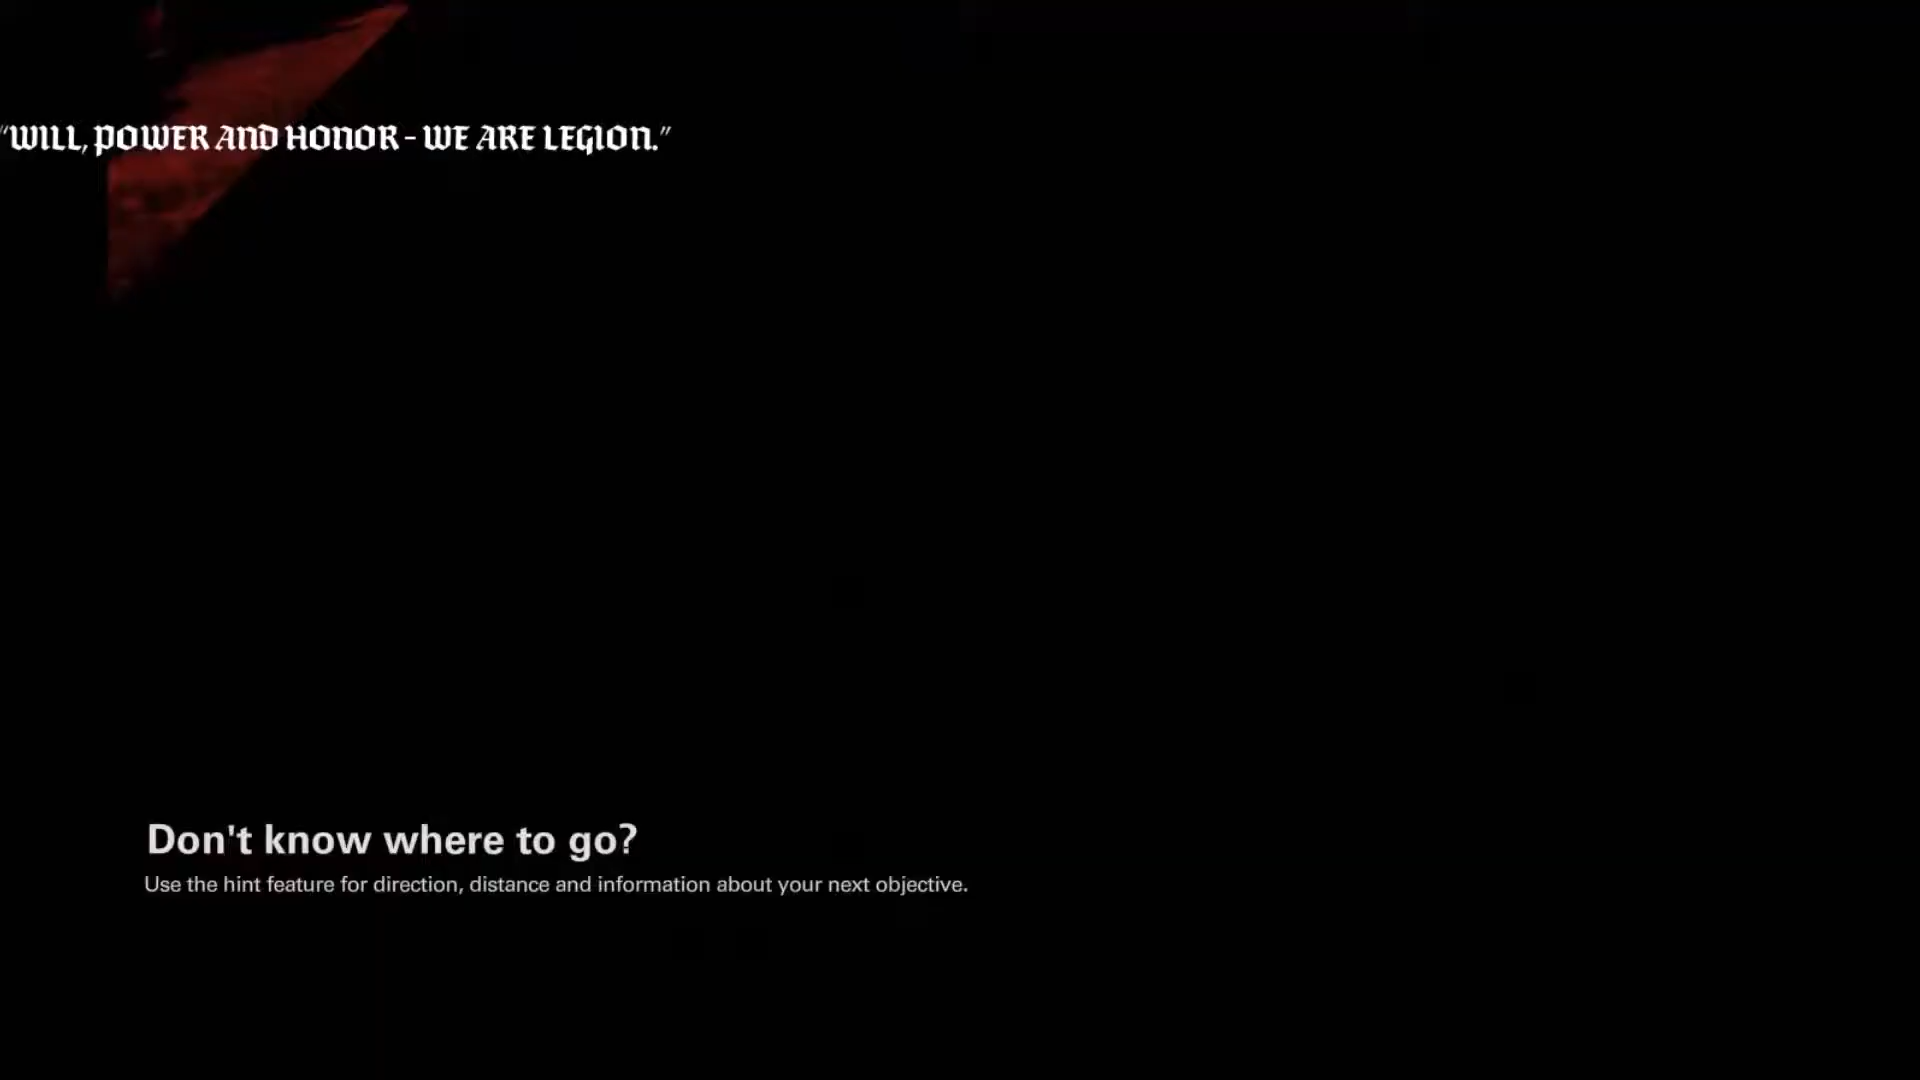 "WILL, POWER AND HONOR - WE ARE LEGION."
Don't know where to go?
Use the hint feature for direction, distance and information about your next objective.